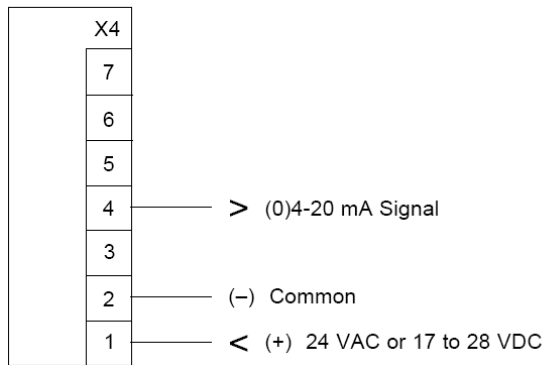 X4
7
6
5
4 > (0)4-20 mA Signal
3
2 (–) Common
1 < (+) 24 VAC or 17 to 28 VDC